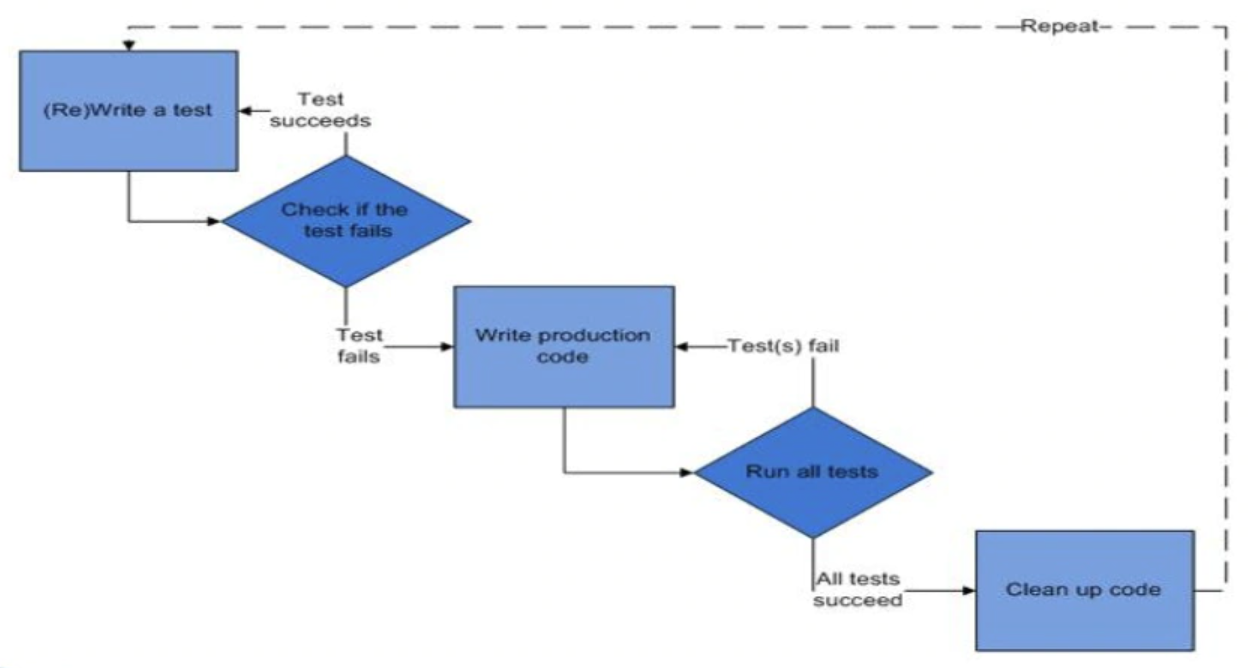 Repeat
(Re)Write a test
Test
succeeds
Check if the
test fails
Test
fails
Write production
code
Test(s) fail
Run all tests
All tests
succeed
Clean up code